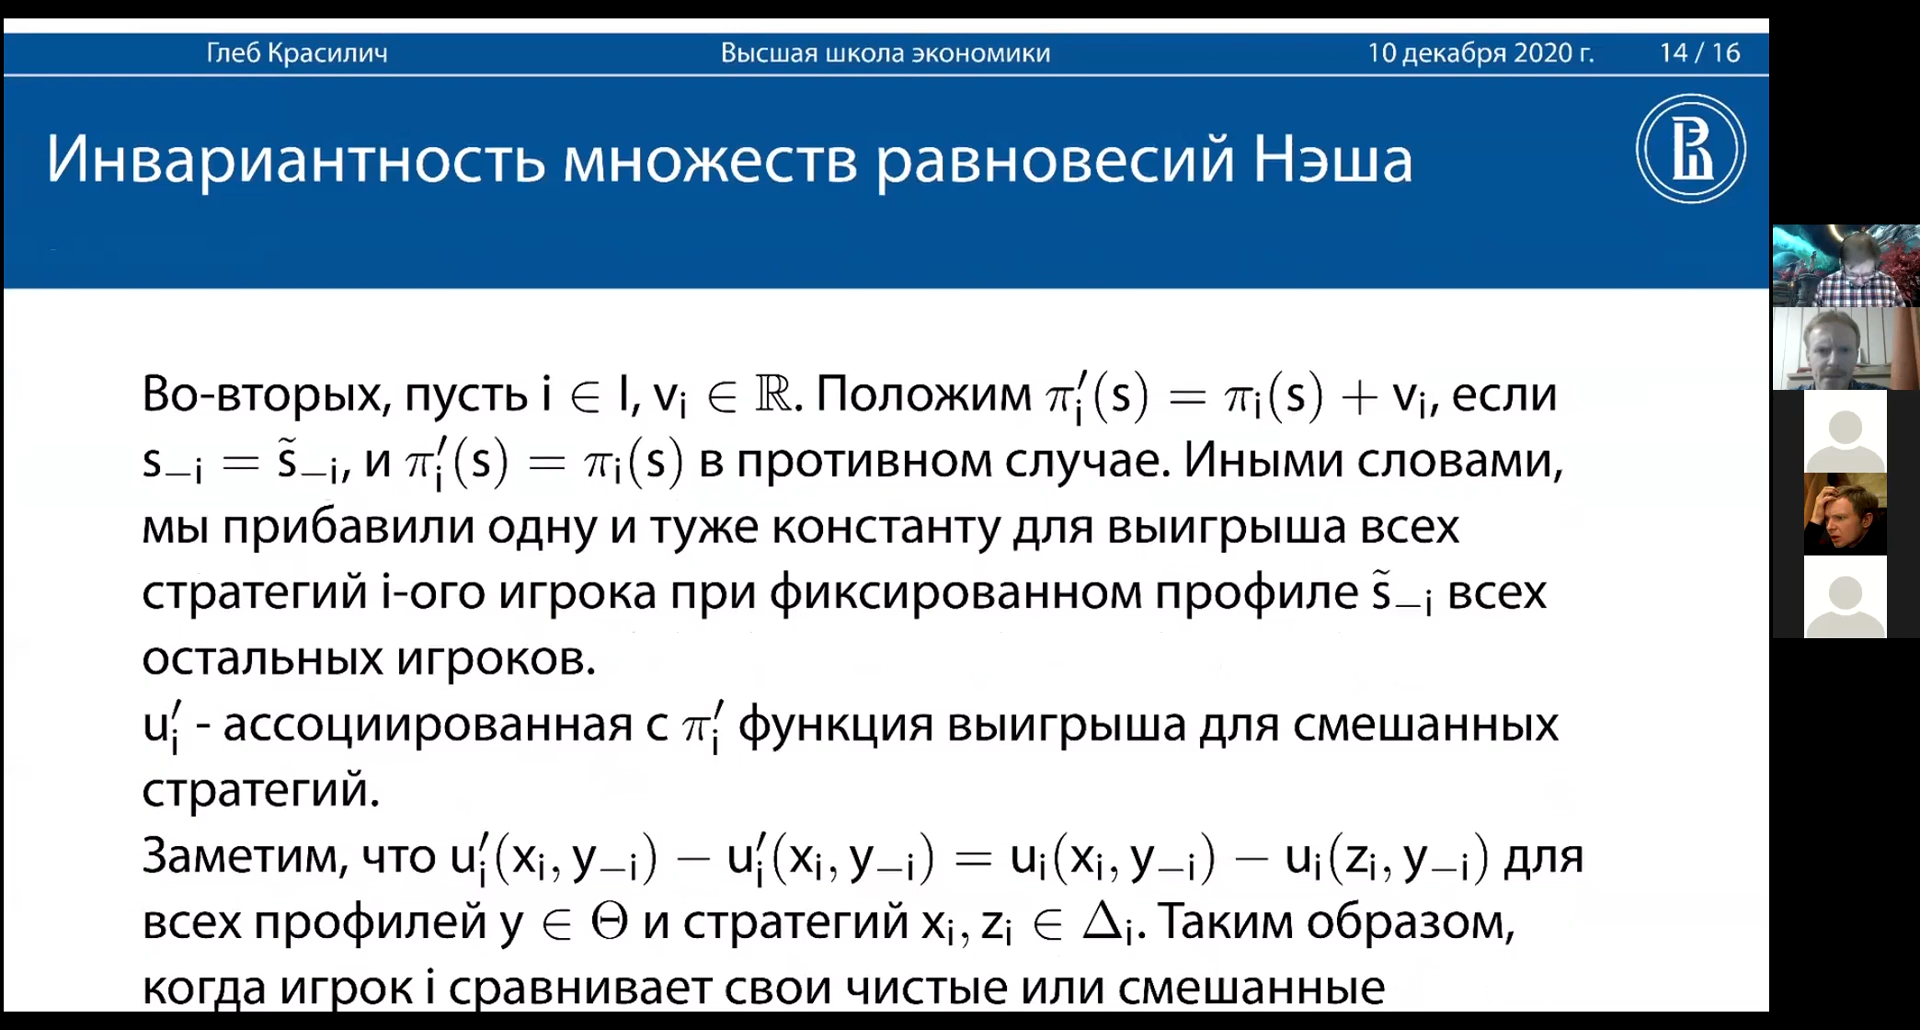 Глеб Красилич Высшая школа экономики 10 декабря 2020 г. 14 / 16
Инвариантность множеств равновесий Нэша
Во-вторых, пусть i ∈ I, vᵢ ∈ ℝ. Положим π′ᵢ(s) = πᵢ(s) + vᵢ, если
s₋ᵢ = s̃₋ᵢ, и π′ᵢ(s) = πᵢ(s) в противном случае. Иными словами,
мы прибавили одну и туже константу для выигрыша всех
стратегий i-ого игрока при фиксированном профиле s̃₋ᵢ всех
остальных игроков.
u′ᵢ - ассоциированная с π′ᵢ функция выигрыша для смешанных
стратегий.
Заметим, что u′ᵢ(xᵢ, y₋ᵢ) − u′ᵢ(xᵢ, y₋ᵢ) = uᵢ(xᵢ, y₋ᵢ) − uᵢ(zᵢ, y₋ᵢ) для
всех профилей y ∈ Θ и стратегий xᵢ, zᵢ ∈ Δᵢ. Таким образом,
когда игрок i сравнивает свои чистые или смешанные